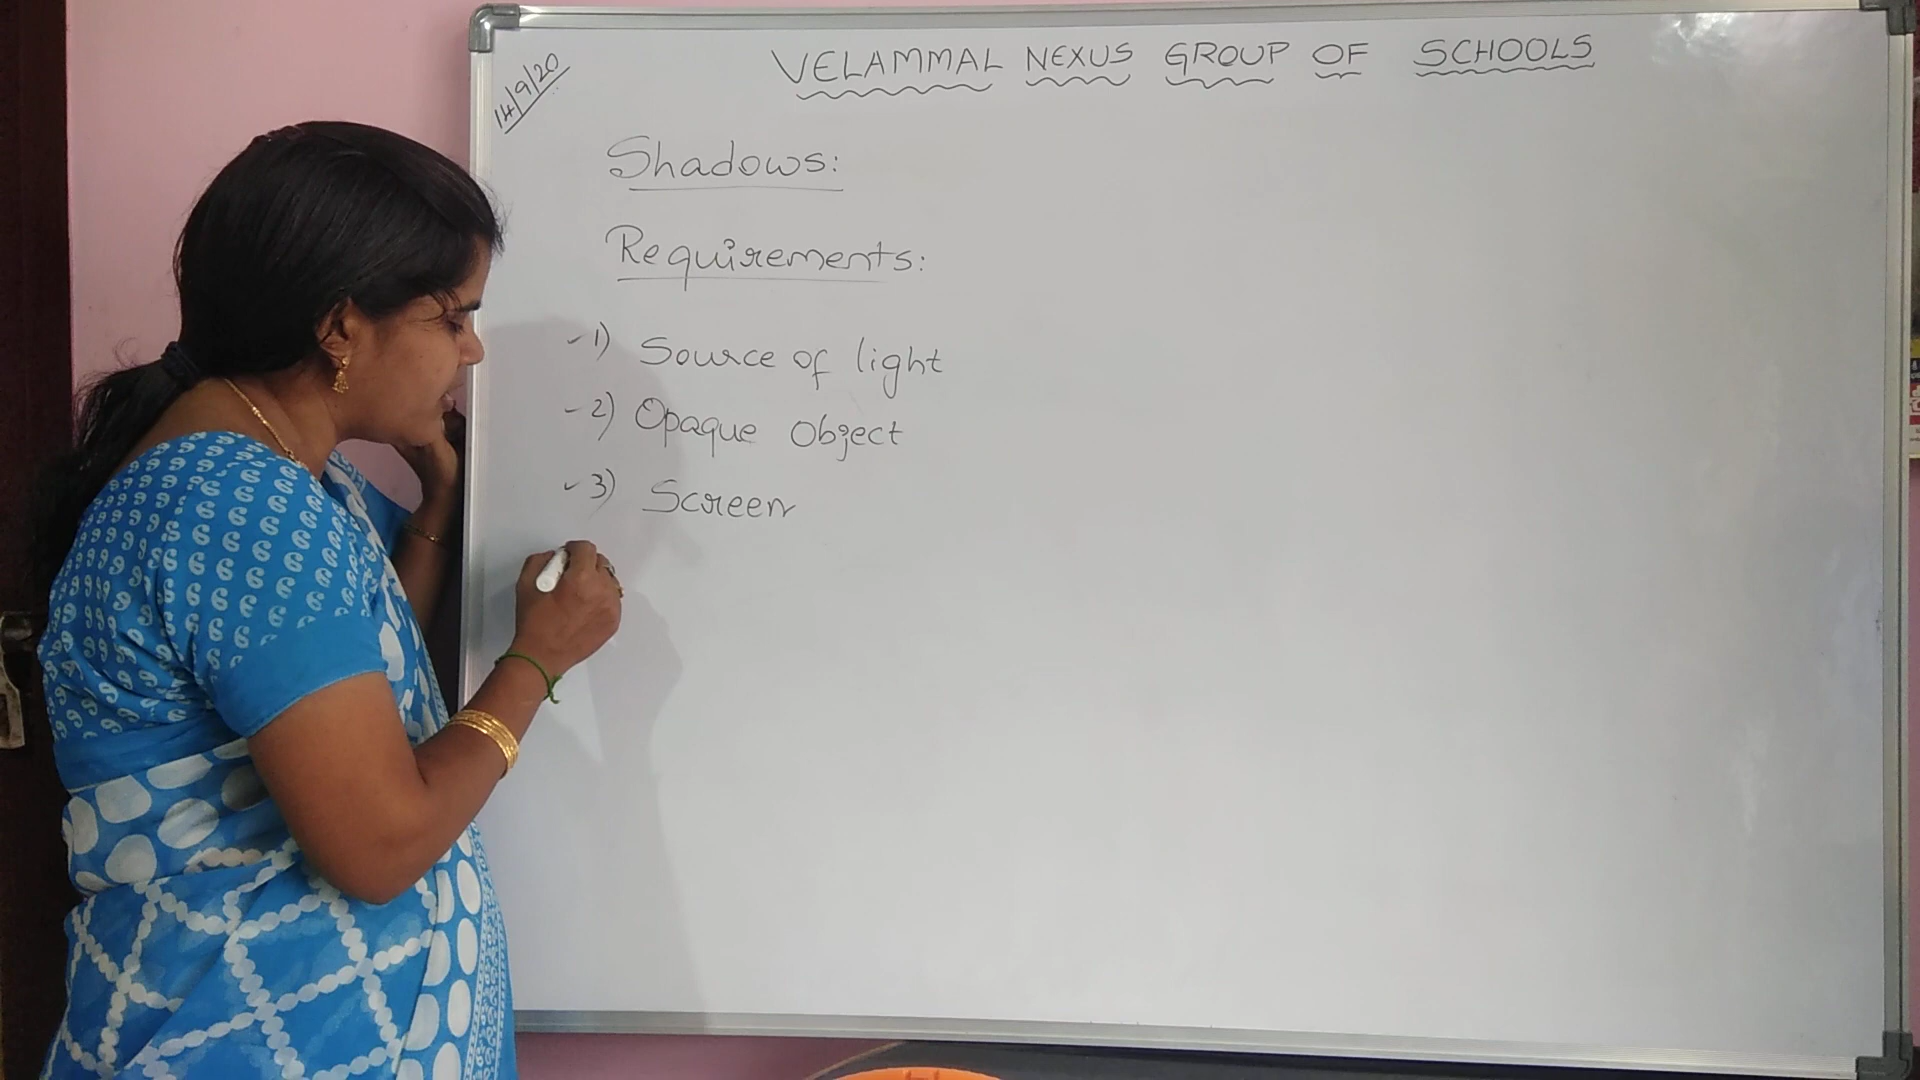 14/9/20
VELAMMAL NEXUS GROUP OF SCHOOLS
Shadows:
Requirements:
-1) Source of light
-2) Opaque Object
-3) Screen